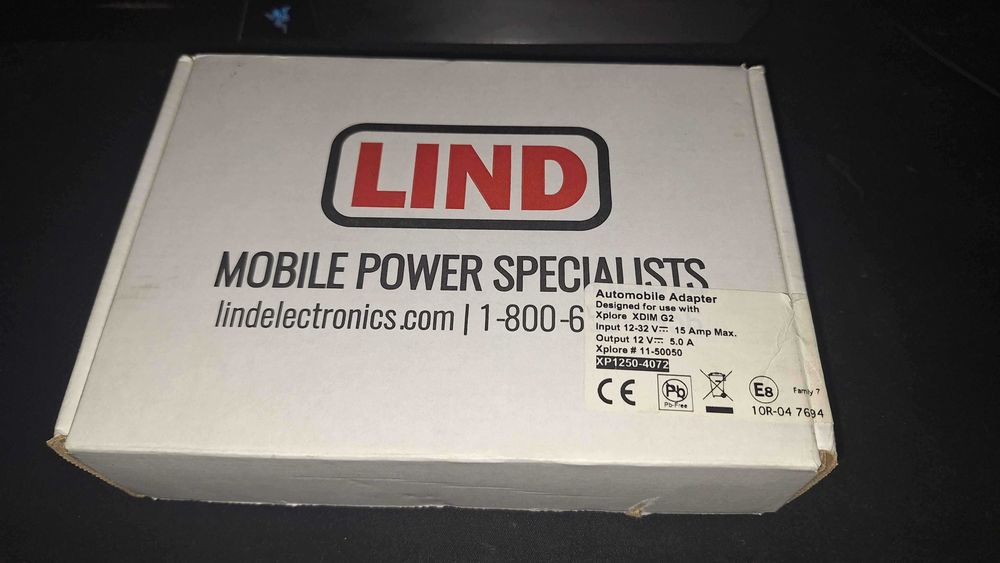 LIND
MOBILE POWER SPECIALISTS
lindelectronics.com | 1-800-6
Automobile Adapter
Designed for use with
Xplore XDIM G2
Input 12-32 V⎓ 15 Amp Max.
Output 12 V⎓ 5.0 A
Xplore # 11-50050
XP1250-4072
CE
Pb
Pb-Free
E8
Family 7
10R-04 7694